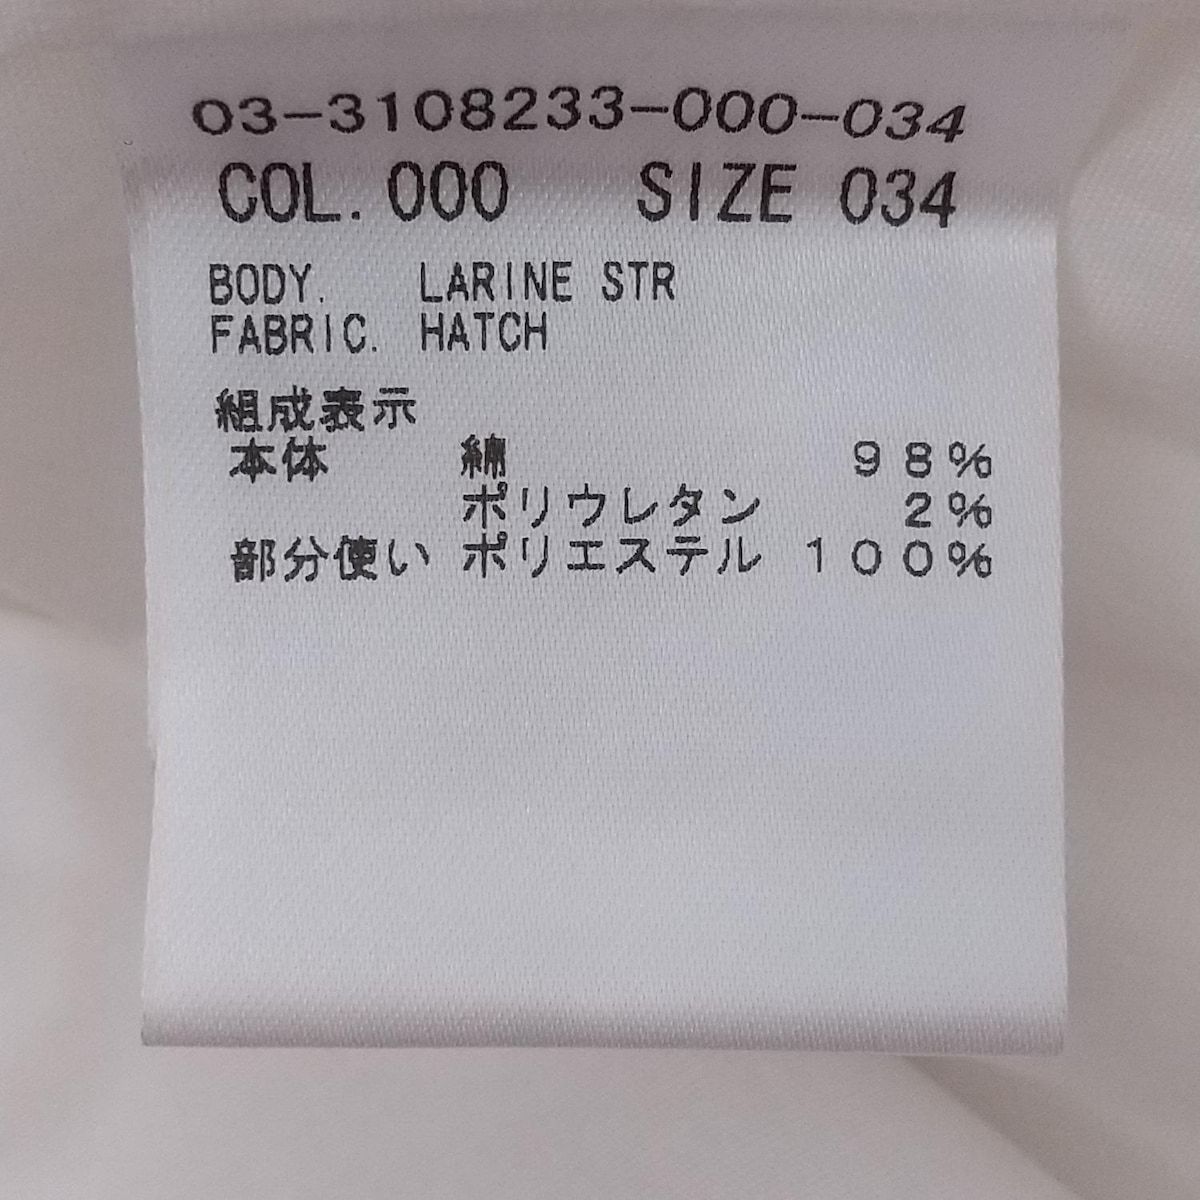 03-3108233-000-034
COL. 000 SIZE 034
BODY. LARINE STR
FABRIC. HATCH
組成表示
本体 綿 98%
ポリウレタン 2%
部分使い ポリエステル 100%